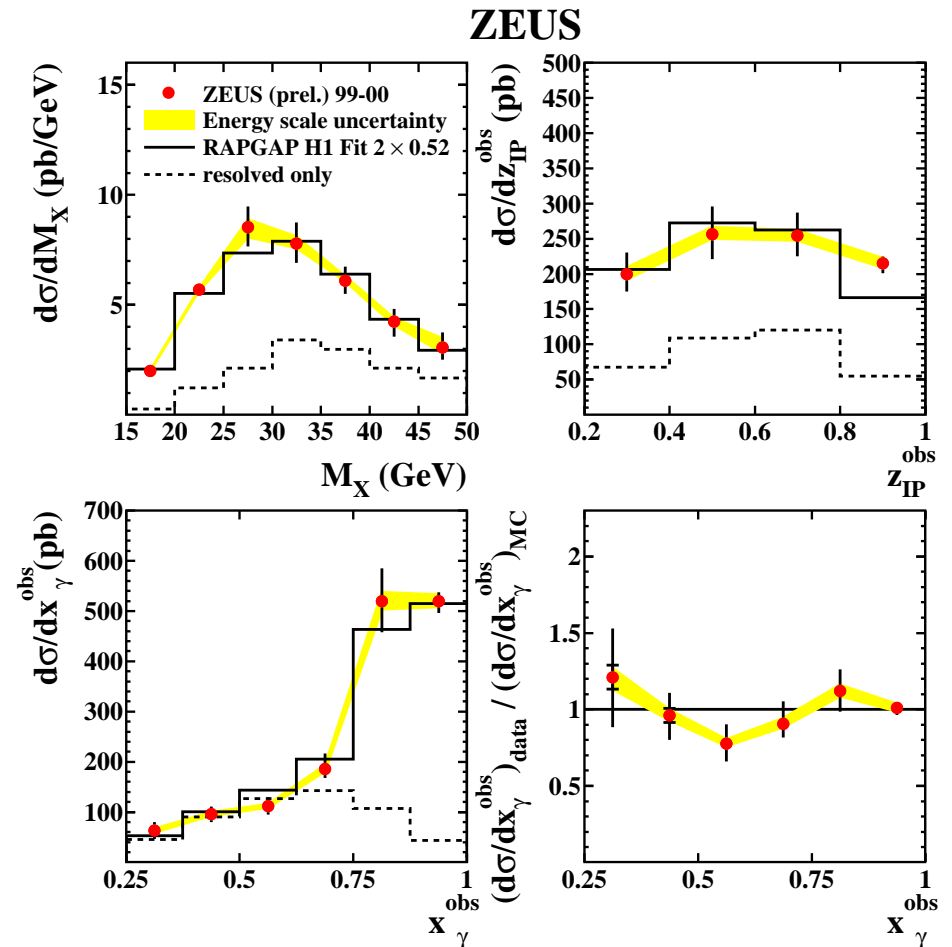 ZEUS
dσ/dM_X (pb/GeV)
15
10
5
ZEUS (prel.) 99-00
Energy scale uncertainty
RAPGAP H1 Fit 2 × 0.52
resolved only
15 20 25 30 35 40 45 50
M_X (GeV)
dσ/dz_IP^obs (pb)
500
450
400
350
300
250
200
150
100
50
0.2 0.4 0.6 0.8 1
z_IP^obs
dσ/dx_γ^obs (pb)
700
600
500
400
300
200
100
0.25 0.5 0.75 1
x_γ^obs
(dσ/dx_γ^obs)_data / (dσ/dx_γ^obs)_MC
2
1.5
1
0.5
0.25 0.5 0.75 1
x_γ^obs